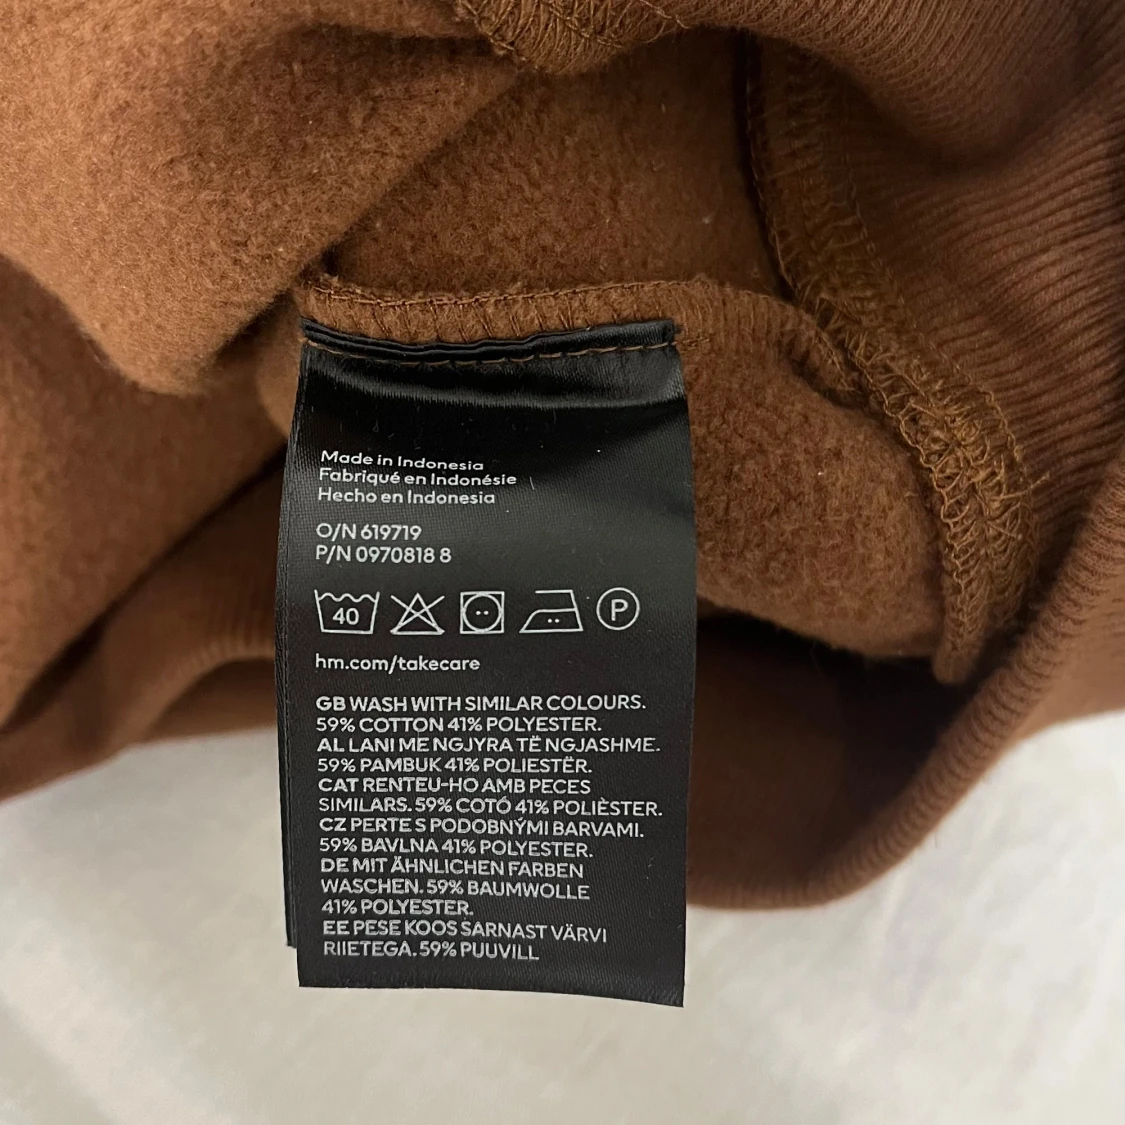 Made in Indonesia
Fabriqué en Indonésie
Hecho en Indonesia
O/N 619719
P/N 0970818 8
40 P
hm.com/takecare
GB WASH WITH SIMILAR COLOURS.
59% COTTON 41% POLYESTER.
AL LANI ME NGJYRA TË NGJASHME.
59% PAMBUK 41% POLIESTËR.
CAT RENTEU-HO AMB PECES
SIMILARS. 59% COTÓ 41% POLIÈSTER.
CZ PERTE S PODOBNÝMI BARVAMI.
59% BAVLNA 41% POLYESTER.
DE MIT ÄHNLICHEN FARBEN
WASCHEN. 59% BAUMWOLLE
41% POLYESTER.
EE PESE KOOS SARNAST VÄRVI
RIIETEGA. 59% PUUVILL